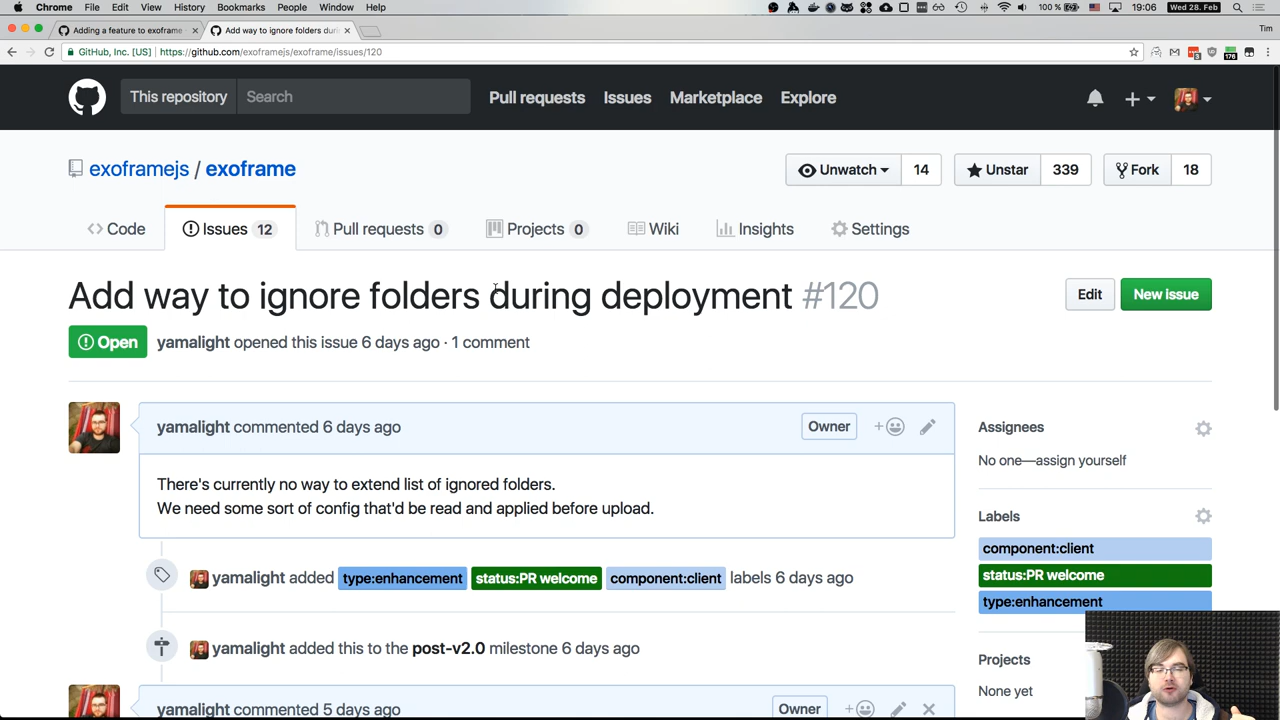 Chrome File Edit View History Bookmarks People Window Help 100 % 19:06 Wed 28. Feb
Tim
Adding a feature to exoframe
Add way to ignore folders duri
GitHub, Inc. [US] https://github.com/exoframejs/exoframe/issues/120
This repository Search Pull requests Issues Marketplace Explore
exoframejs / exoframe Unwatch 14 Unstar 339 Fork 18
Code Issues 12 Pull requests 0 Projects 0 Wiki Insights Settings
Add way to ignore folders during deployment #120
Edit New issue
Open yamalight opened this issue 6 days ago · 1 comment
yamalight commented 6 days ago Owner
There's currently no way to extend list of ignored folders.
We need some sort of config that'd be read and applied before upload.
yamalight added type:enhancement status:PR welcome component:client labels 6 days ago
yamalight added this to the post-v2.0 milestone 6 days ago
yamalight commented 5 days ago Owner
Assignees
No one—assign yourself
Labels
component:client
status:PR welcome
type:enhancement
Projects
None yet